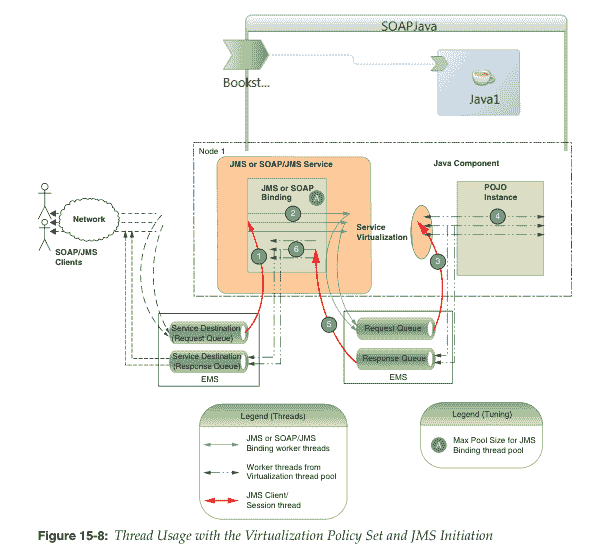 SOAPJava
Bookst...
Java1
Node 1
JMS or SOAP/JMS Service
Java Component
JMS or SOAP
Binding
A
POJO
Instance
2
4
Network
Service
Virtualization
6
1
3
SOAP/JMS
Clients
5
Service Destination
(Request Queue)
Request Queue
Service Destination
(Response Queue)
Response Queue
EMS
EMS
Legend (Threads)
Legend (Tuning)
JMS or SOAP/JMS
Binding worker threads
A
Max Pool Size for JMS
Binding thread pool
Worker threads from
Virtualization thread pool
JMS Client/
Session thread
Figure 15-8: Thread Usage with the Virtualization Policy Set and JMS Initiation